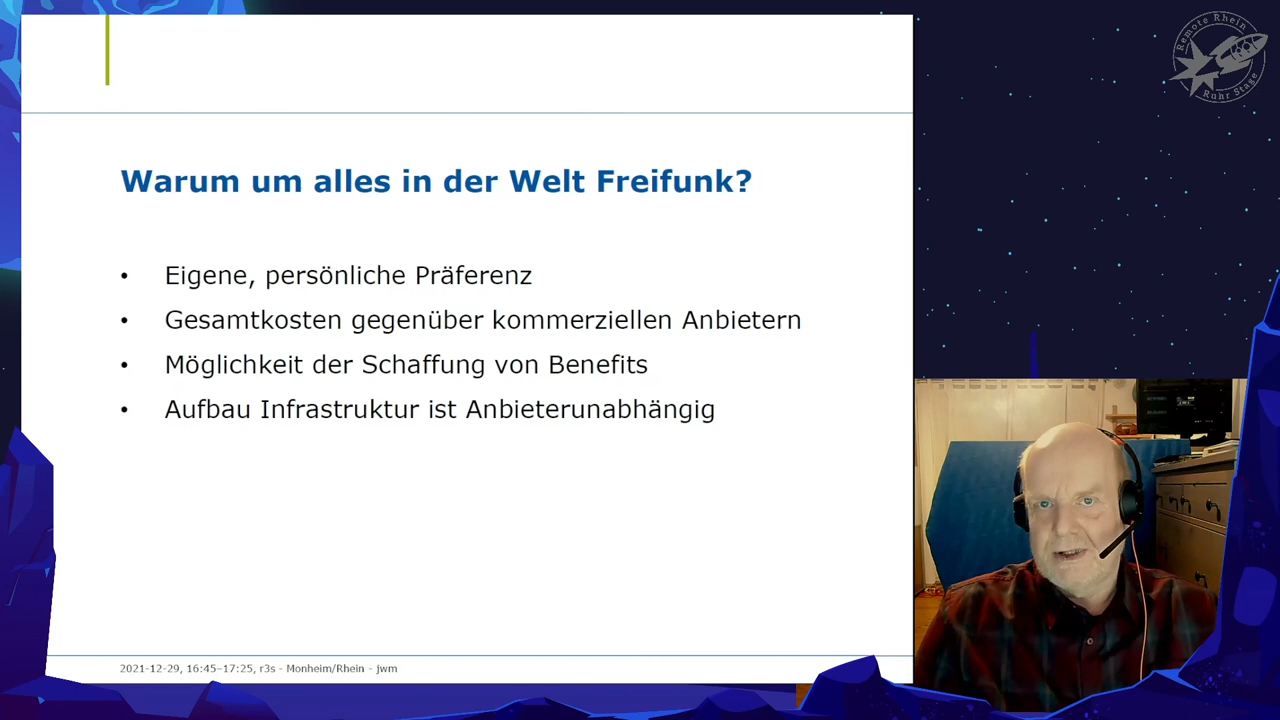 Warum um alles in der Welt Freifunk?
• Eigene, persönliche Präferenz
• Gesamtkosten gegenüber kommerziellen Anbietern
• Möglichkeit der Schaffung von Benefits
• Aufbau Infrastruktur ist Anbieterunabhängig
2021-12-29, 16:45–17:25, r3s - Monheim/Rhein - jwm
Remote Rhein
Ruhr Stage